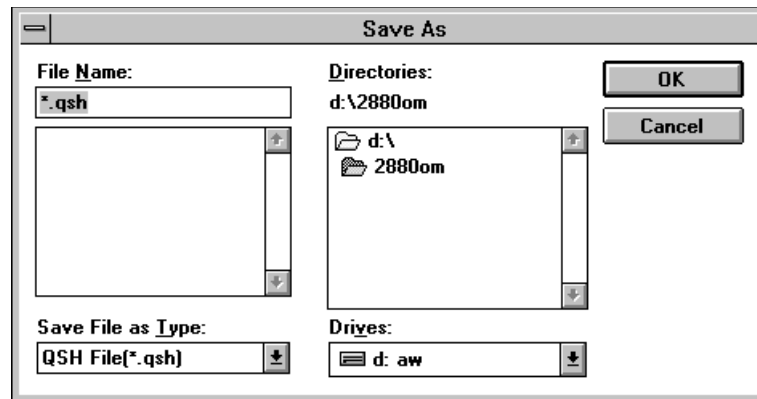 Save As
File Name:
*.qsh
Save File as Type:
QSH File(*.qsh)
Directories:
d:\2880om
d:\
2880om
Drives:
d: aw
OK
Cancel